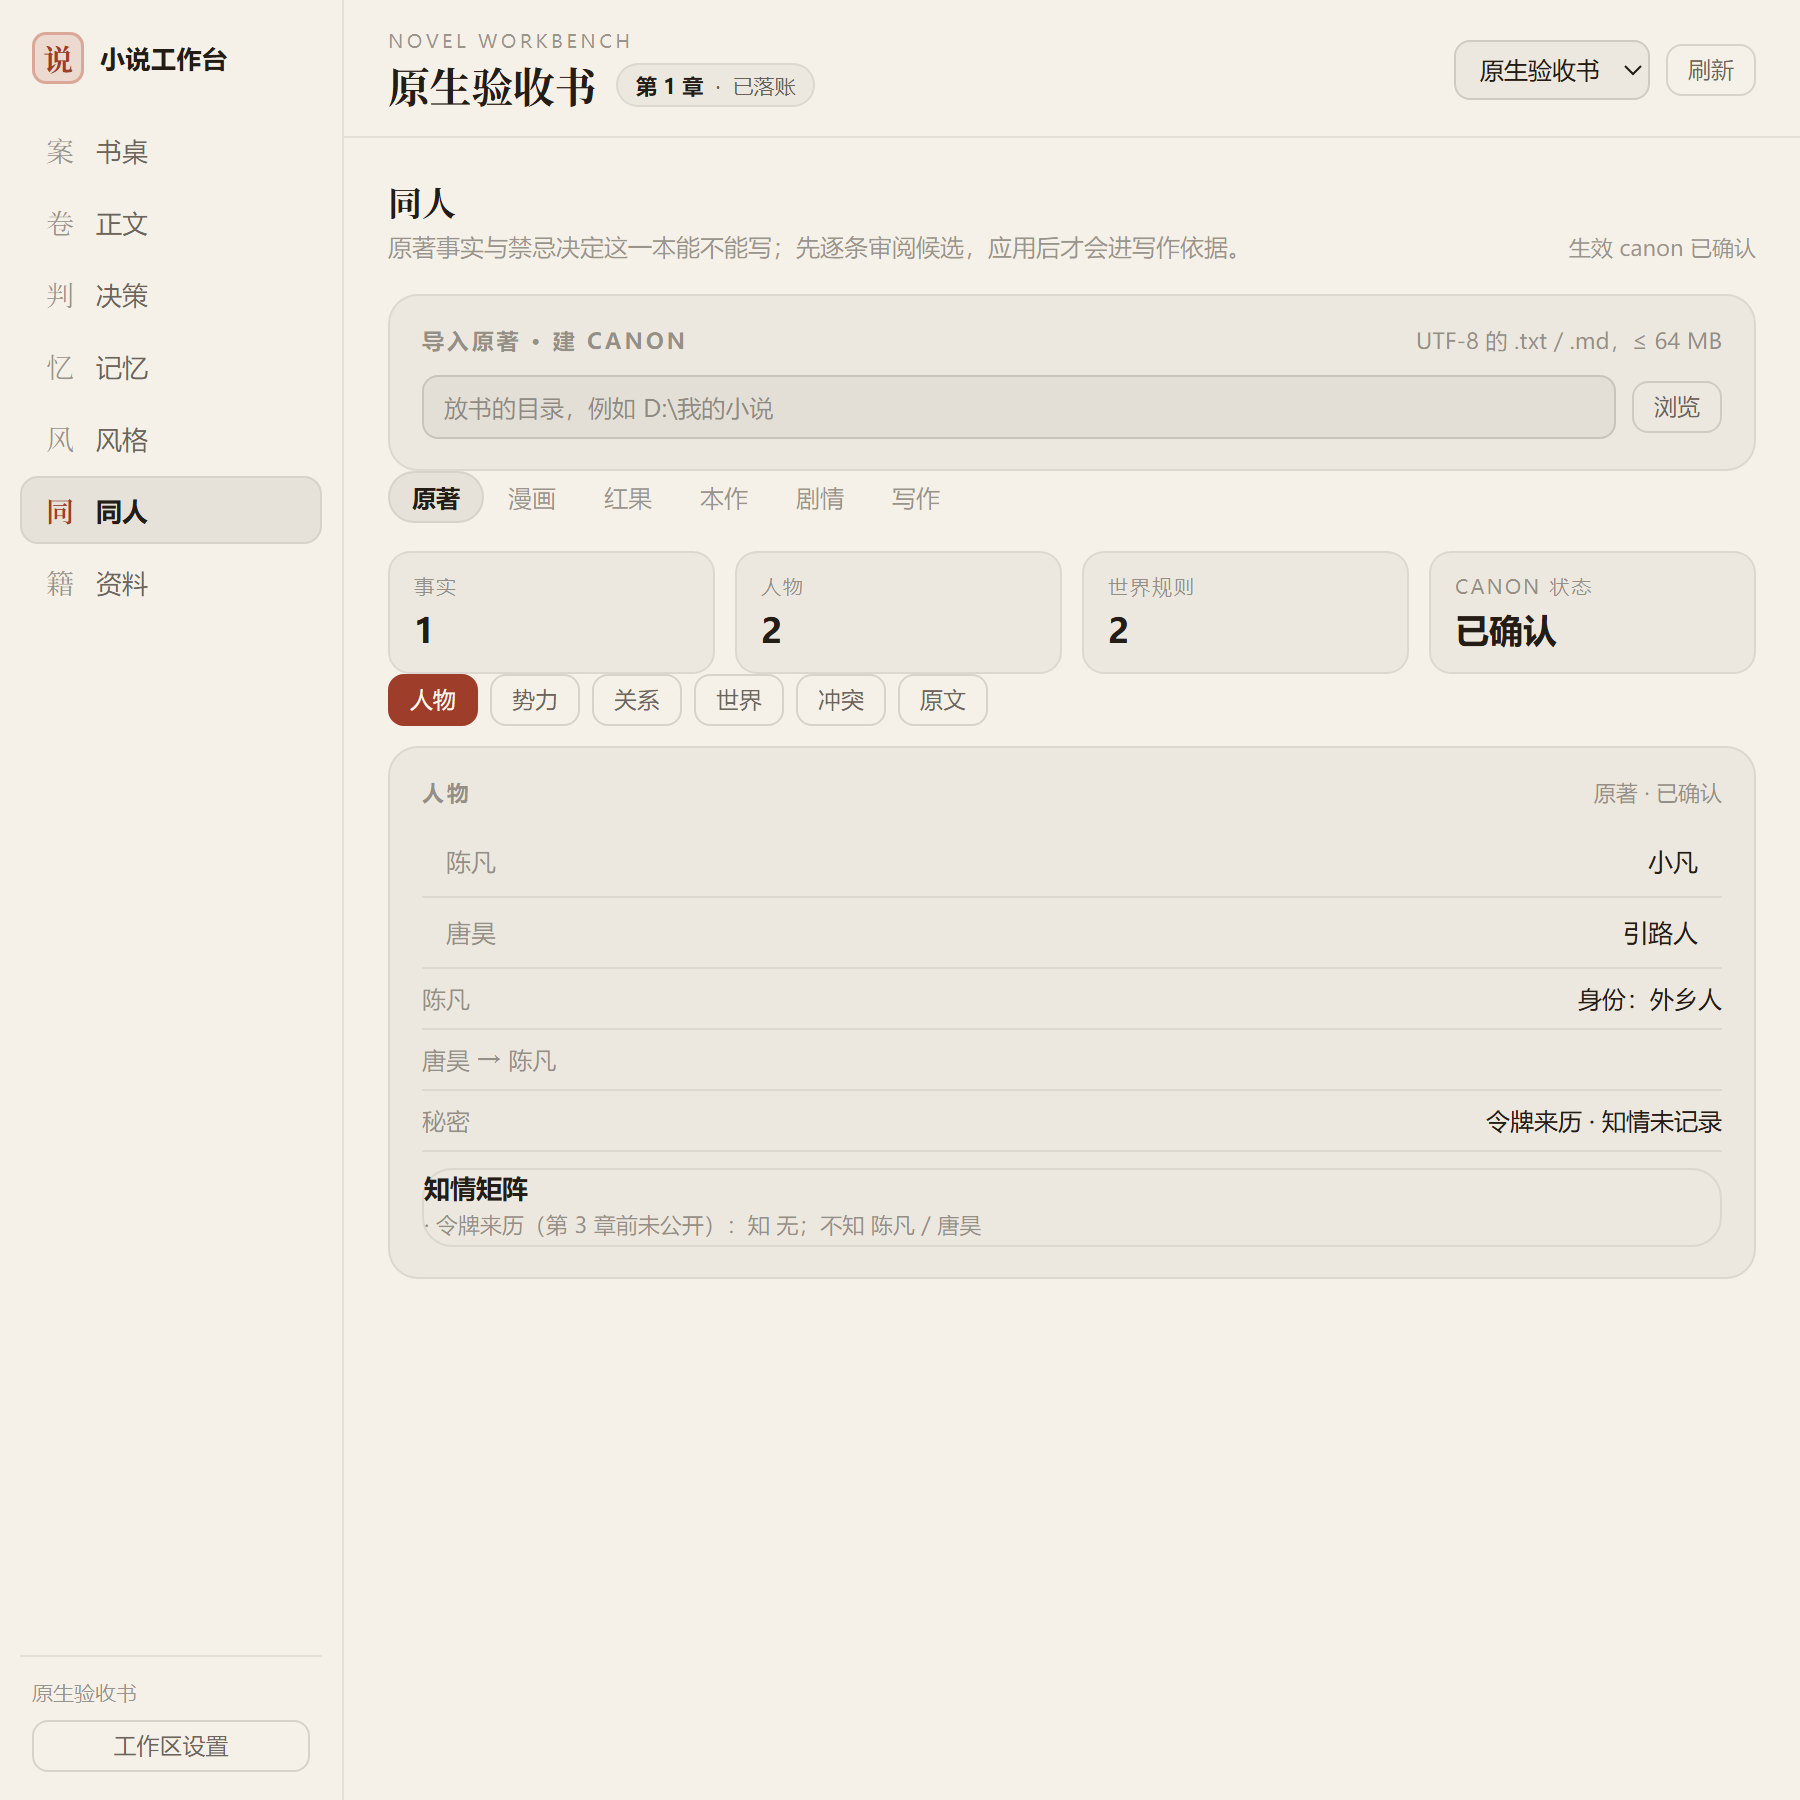 说 小说工作台
案 书桌
卷 正文
判 决策
忆 记忆
风 风格
同 同人
籍 资料
原生验收书
工作区设置
NOVEL WORKBENCH
原生验收书 第 1 章 · 已落账
原生验收书 刷新
同人
原著事实与禁忌决定这一本能不能写；先逐条审阅候选，应用后才会进写作依据。
生效 canon 已确认
导入原著 · 建 CANON
UTF-8 的 .txt / .md，≤ 64 MB
放书的目录，例如 D:\我的小说 浏览
原著 漫画 红果 本作 剧情 写作
事实
1
人物
2
世界规则
2
CANON 状态
已确认
人物 势力 关系 世界 冲突 原文
人物 原著 · 已确认
陈凡 小凡
唐昊 引路人
陈凡 身份：外乡人
唐昊 → 陈凡
秘密 令牌来历 · 知情未记录
知情矩阵
· 令牌来历（第 3 章前未公开）：知 无；不知 陈凡 / 唐昊